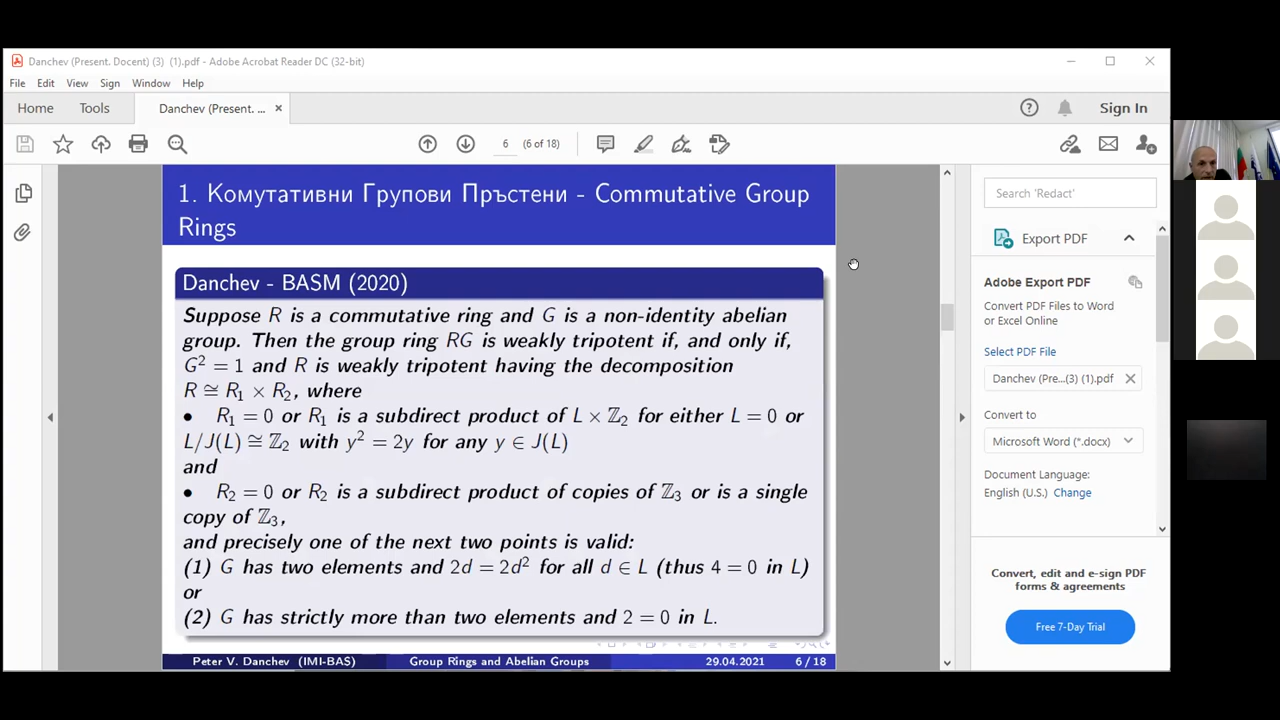 Danchev (Present. Docent) (3) (1).pdf - Adobe Acrobat Reader DC (32-bit)
File Edit View Sign Window Help
Home Tools Danchev (Present. ... × Sign In
6 (6 of 18)
1. Комутативни Групови Пръстени - Commutative Group
Rings
Danchev - BASM (2020)
Suppose R is a commutative ring and G is a non-identity abelian
group. Then the group ring RG is weakly tripotent if, and only if,
G² = 1 and R is weakly tripotent having the decomposition
R ≅ R₁ × R₂, where
• R₁ = 0 or R₁ is a subdirect product of L × ℤ₂ for either L = 0 or
L/J(L) ≅ ℤ₂ with y² = 2y for any y ∈ J(L)
and
• R₂ = 0 or R₂ is a subdirect product of copies of ℤ₃ or is a single
copy of ℤ₃,
and precisely one of the next two points is valid:
(1) G has two elements and 2d = 2d² for all d ∈ L (thus 4 = 0 in L)
or
(2) G has strictly more than two elements and 2 = 0 in L.
Peter V. Danchev (IMI-BAS) Group Rings and Abelian Groups 29.04.2021 6 / 18
Search 'Redact'
Export PDF
Adobe Export PDF
Convert PDF Files to Word
or Excel Online
Select PDF File
Danchev (Pre...(3) (1).pdf
Convert to
Microsoft Word (*.docx)
Document Language:
English (U.S.) Change
Convert, edit and e-sign PDF
forms & agreements
Free 7-Day Trial